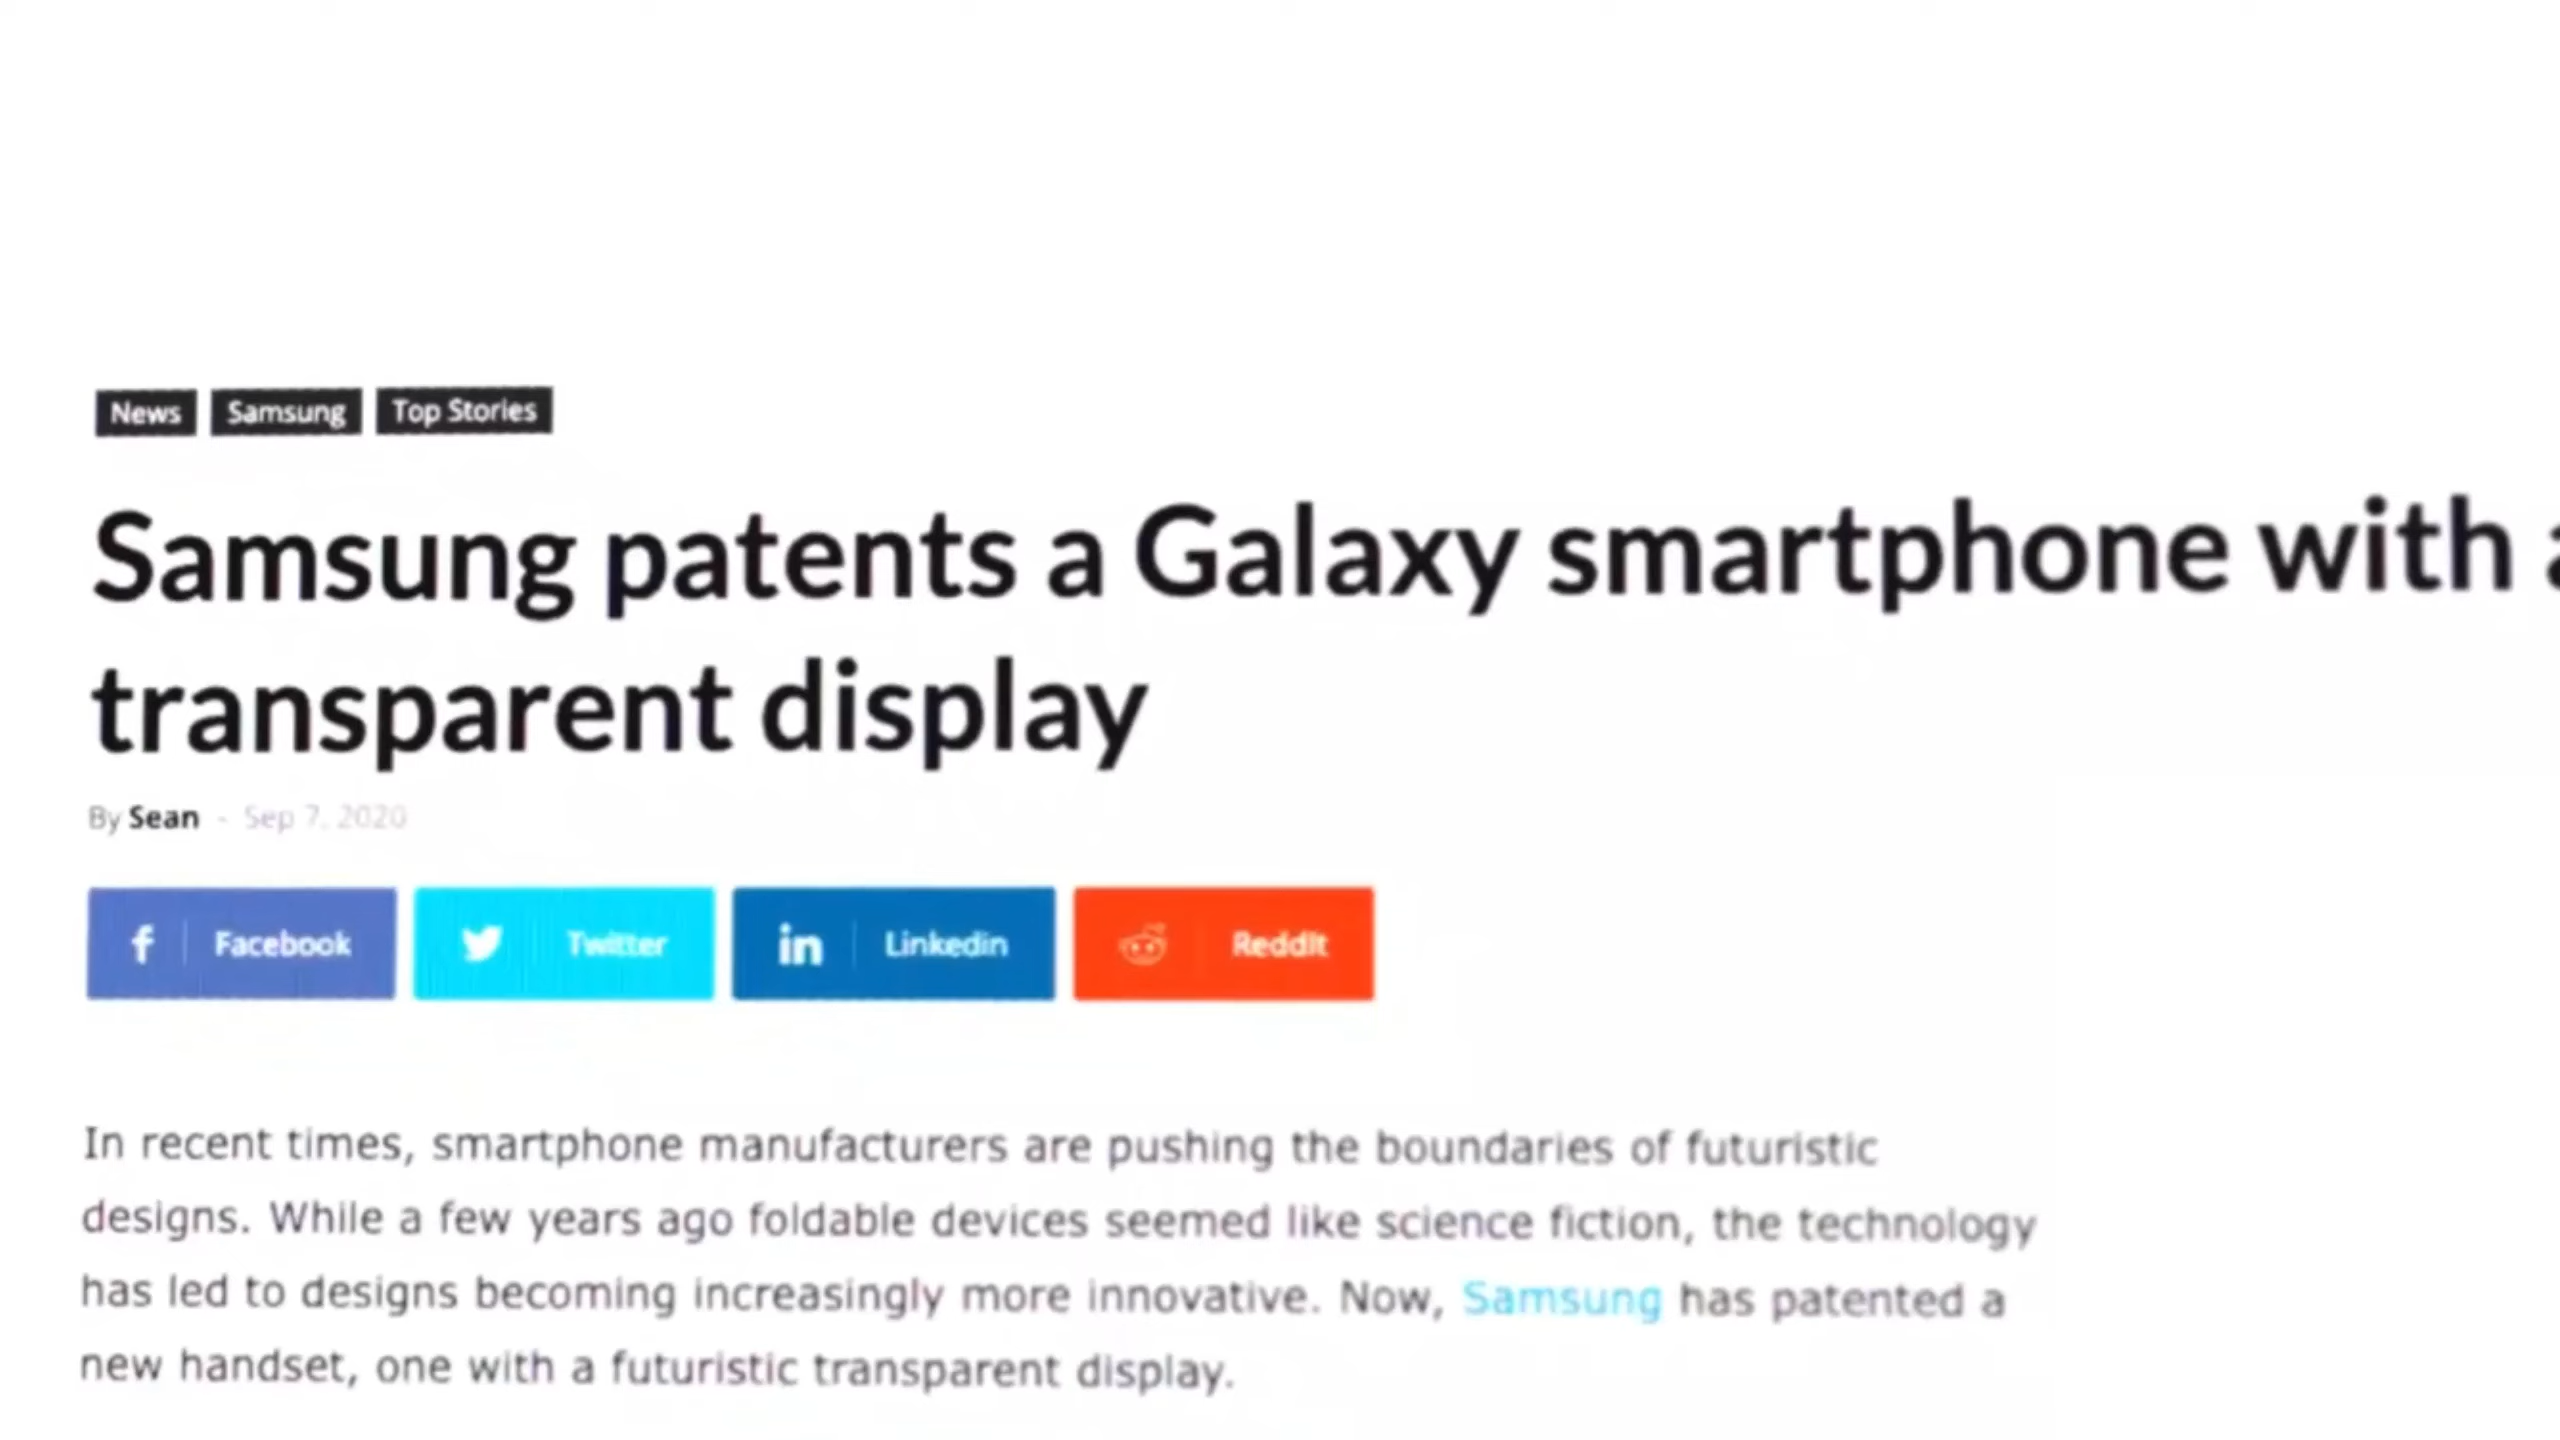 News Samsung Top Stories
Samsung patents a Galaxy smartphone with a
transparent display
By Sean - Sep 7, 2020
Facebook Twitter Linkedin ReddIt
In recent times, smartphone manufacturers are pushing the boundaries of futuristic
designs. While a few years ago foldable devices seemed like science fiction, the technology
has led to designs becoming increasingly more innovative. Now, Samsung has patented a
new handset, one with a futuristic transparent display.